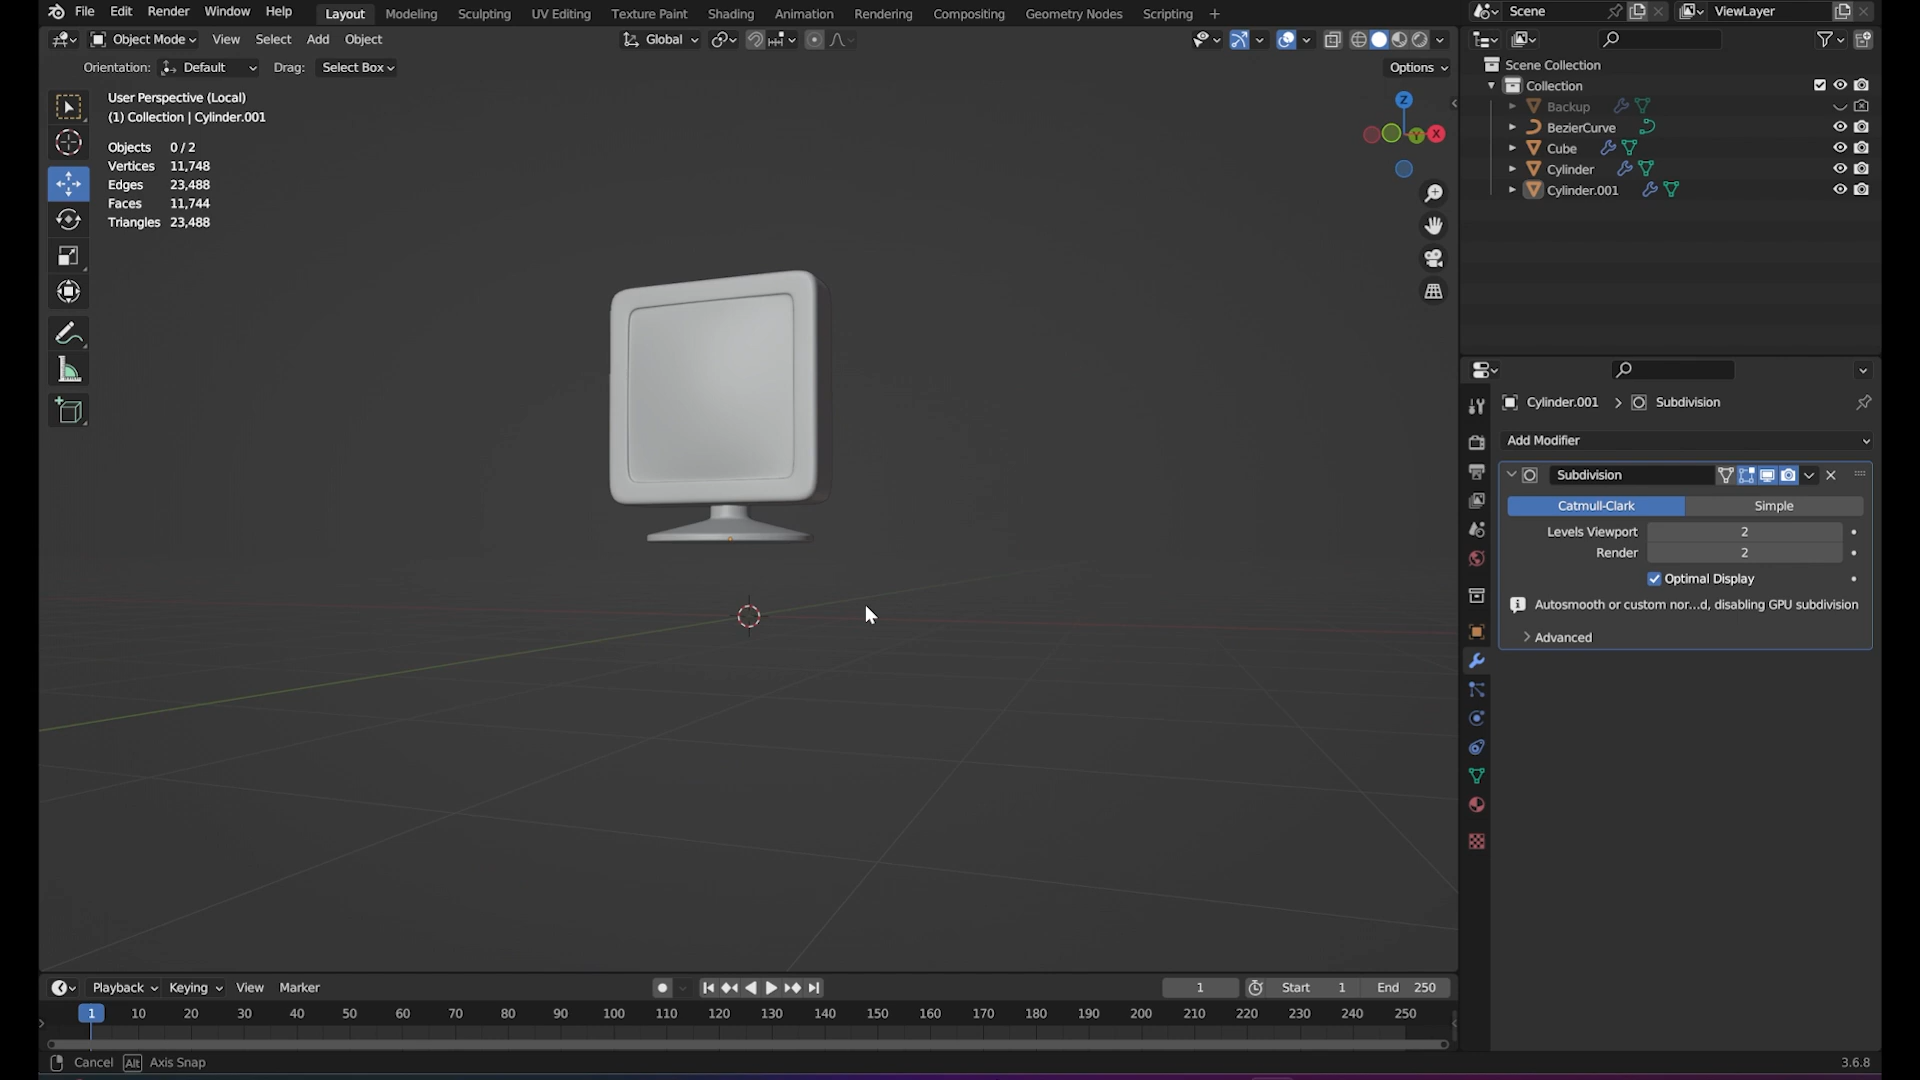 File Edit Render Window Help Layout Modeling Sculpting UV Editing Texture Paint Shading Animation Rendering Compositing Geometry Nodes Scripting + Scene ViewLayer
Object Mode View Select Add Object Global
Orientation: Default Drag: Select Box Options
User Perspective (Local)
(1) Collection | Cylinder.001
Objects 0 / 2
Vertices 11,748
Edges 23,488
Faces 11,744
Triangles 23,488
Z
Y
X
Scene Collection
Collection
Backup
BezierCurve
Cube
Cylinder
Cylinder.001
Cylinder.001 > Subdivision
Add Modifier
Subdivision
Catmull-Clark Simple
Levels Viewport 2
Render 2
Optimal Display
Autosmooth or custom nor...d, disabling GPU subdivision
Advanced
Playback Keying View Marker 1 Start 1 End 250
1 10 20 30 40 50 60 70 80 90 100 110 120 130 140 150 160 170 180 190 200 210 220 230 240 250
Cancel Alt Axis Snap 3.6.8